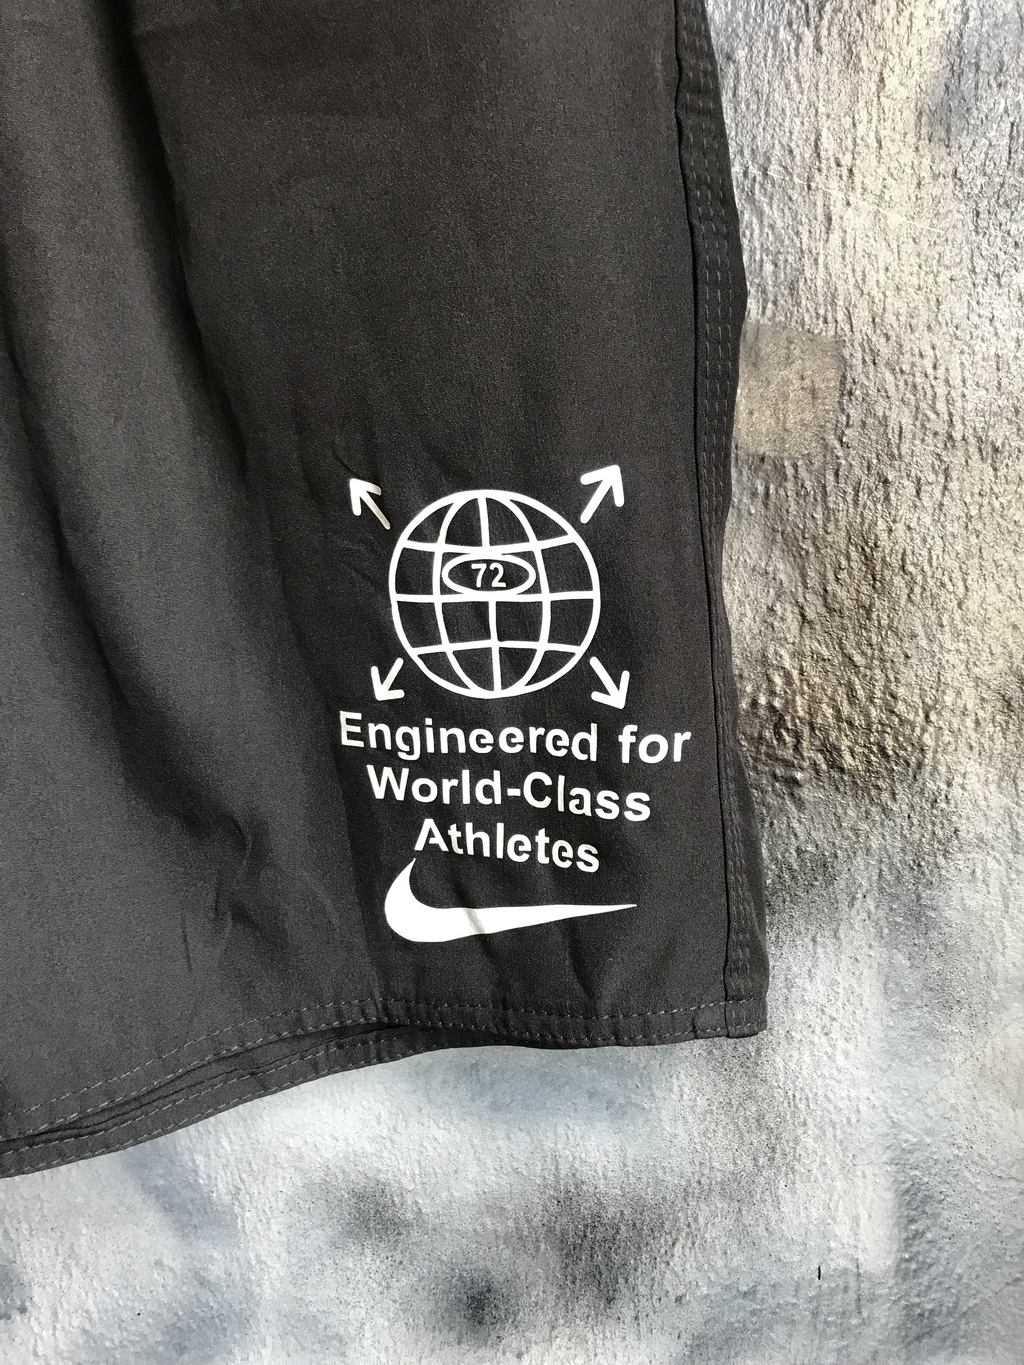 72
Engineered for
World-Class
Athletes